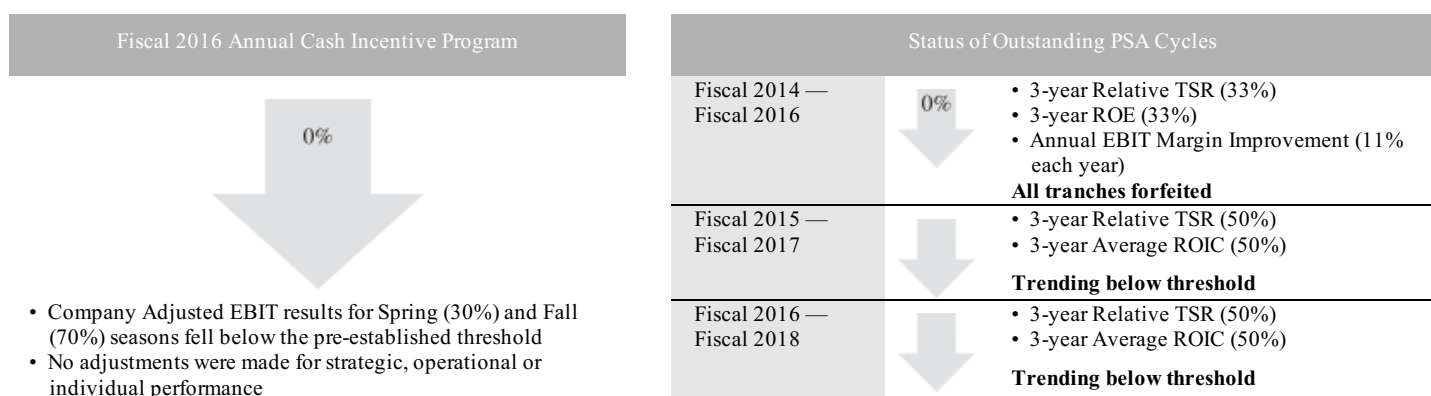 Fiscal 2016 Annual Cash Incentive Program
0%
• Company Adjusted EBIT results for Spring (30%) and Fall
(70%) seasons fell below the pre-established threshold
• No adjustments were made for strategic, operational or
individual performance
Status of Outstanding PSA Cycles
Fiscal 2014 —
Fiscal 2016
0%
• 3-year Relative TSR (33%)
• 3-year ROE (33%)
• Annual EBIT Margin Improvement (11%
each year)
All tranches forfeited
Fiscal 2015 —
Fiscal 2017
• 3-year Relative TSR (50%)
• 3-year Average ROIC (50%)
Trending below threshold
Fiscal 2016 —
Fiscal 2018
• 3-year Relative TSR (50%)
• 3-year Average ROIC (50%)
Trending below threshold